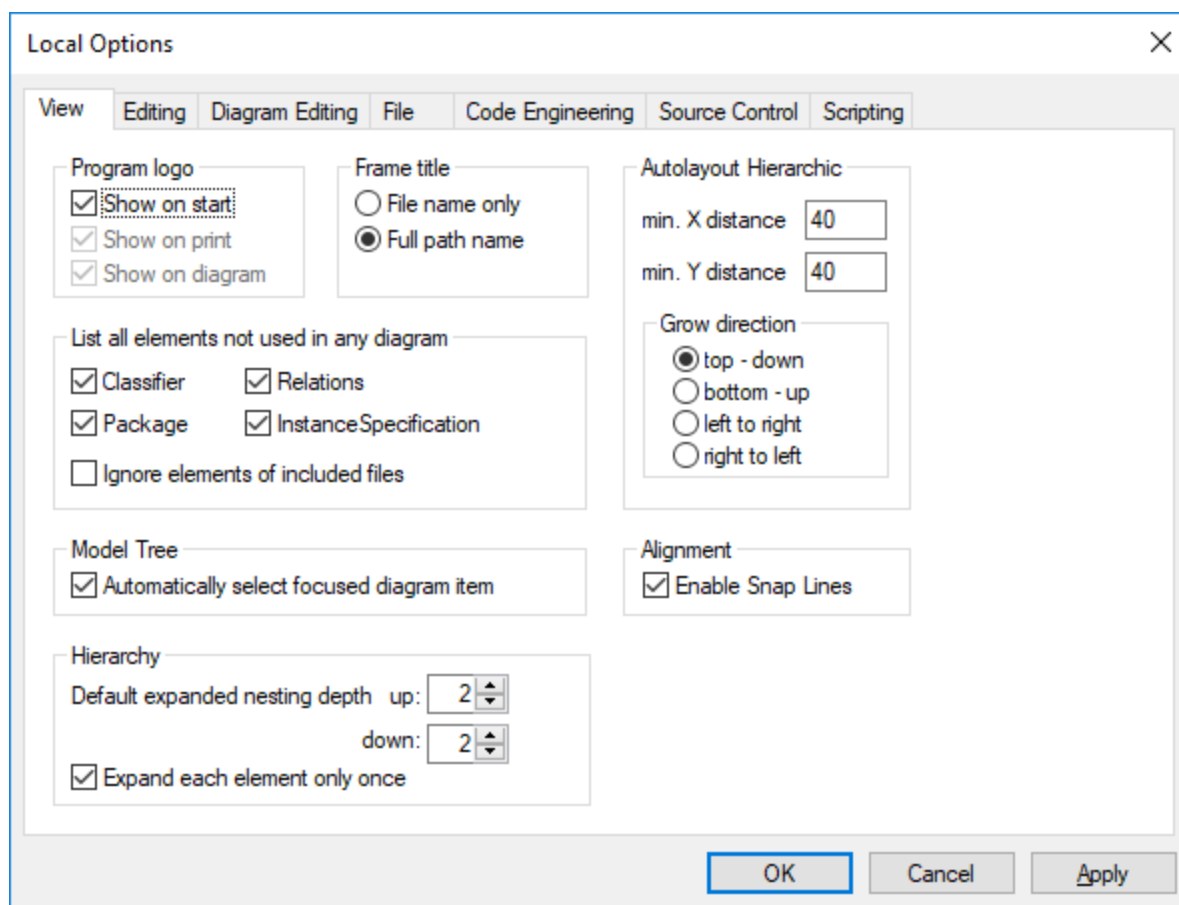 Local Options
View Editing Diagram Editing File Code Engineering Source Control Scripting
Program logo
Show on start
Show on print
Show on diagram
Frame title
File name only
Full path name
Autolayout Hierarchic
min. X distance 40
min. Y distance 40
Grow direction
top - down
bottom - up
left to right
right to left
List all elements not used in any diagram
Classifier Relations
Package InstanceSpecification
Ignore elements of included files
Model Tree
Automatically select focused diagram item
Alignment
Enable Snap Lines
Hierarchy
Default expanded nesting depth up: 2
down: 2
Expand each element only once
OK Cancel Apply